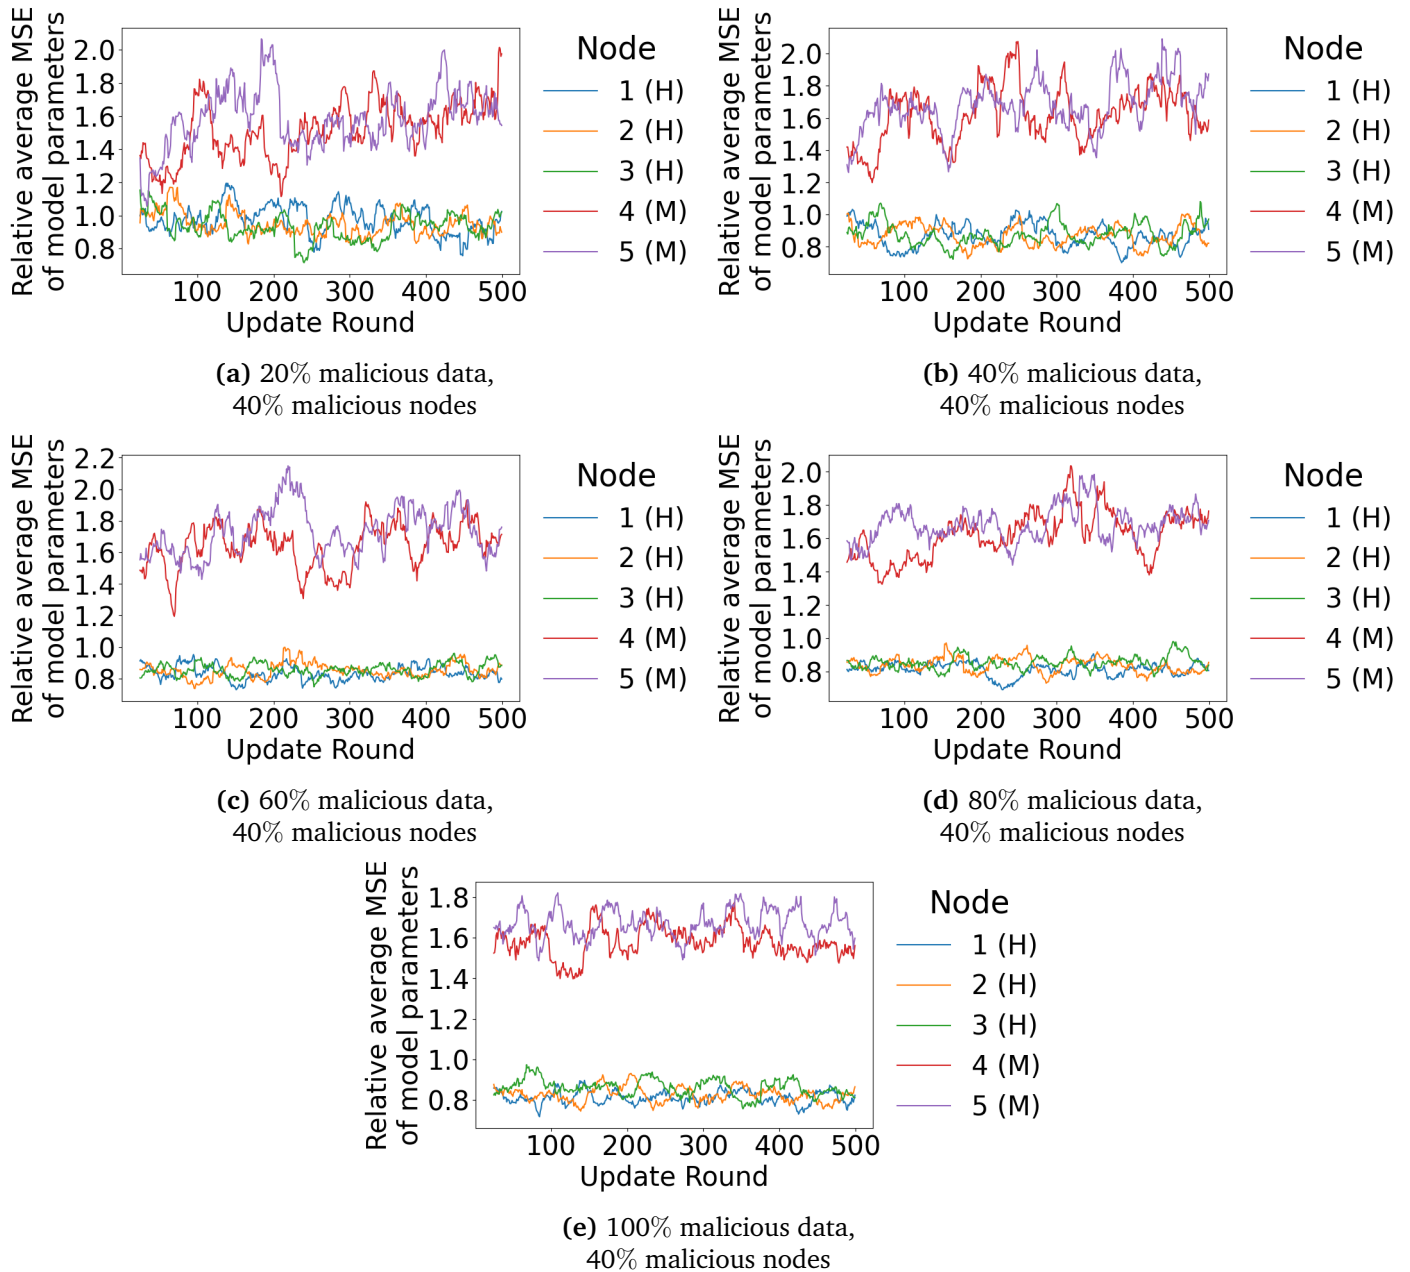 Relative average MSE
of model parameters
2.0
1.8
1.6
1.4
1.2
1.0
0.8
100
200
300
400
500
Update Round
Node
1 (H)
2 (H)
3 (H)
4 (M)
5 (M)
(a) 20% malicious data,
40% malicious nodes
Relative average MSE
of model parameters
2.0
1.8
1.6
1.4
1.2
1.0
0.8
100
200
300
400
500
Update Round
Node
1 (H)
2 (H)
3 (H)
4 (M)
5 (M)
(b) 40% malicious data,
40% malicious nodes
Relative average MSE
of model parameters
2.2
2.0
1.8
1.6
1.4
1.2
1.0
0.8
100
200
300
400
500
Update Round
Node
1 (H)
2 (H)
3 (H)
4 (M)
5 (M)
(c) 60% malicious data,
40% malicious nodes
Relative average MSE
of model parameters
2.0
1.8
1.6
1.4
1.2
1.0
0.8
100
200
300
400
500
Update Round
Node
1 (H)
2 (H)
3 (H)
4 (M)
5 (M)
(d) 80% malicious data,
40% malicious nodes
Relative average MSE
of model parameters
1.8
1.6
1.4
1.2
1.0
0.8
100
200
300
400
500
Update Round
Node
1 (H)
2 (H)
3 (H)
4 (M)
5 (M)
(e) 100% malicious data,
40% malicious nodes